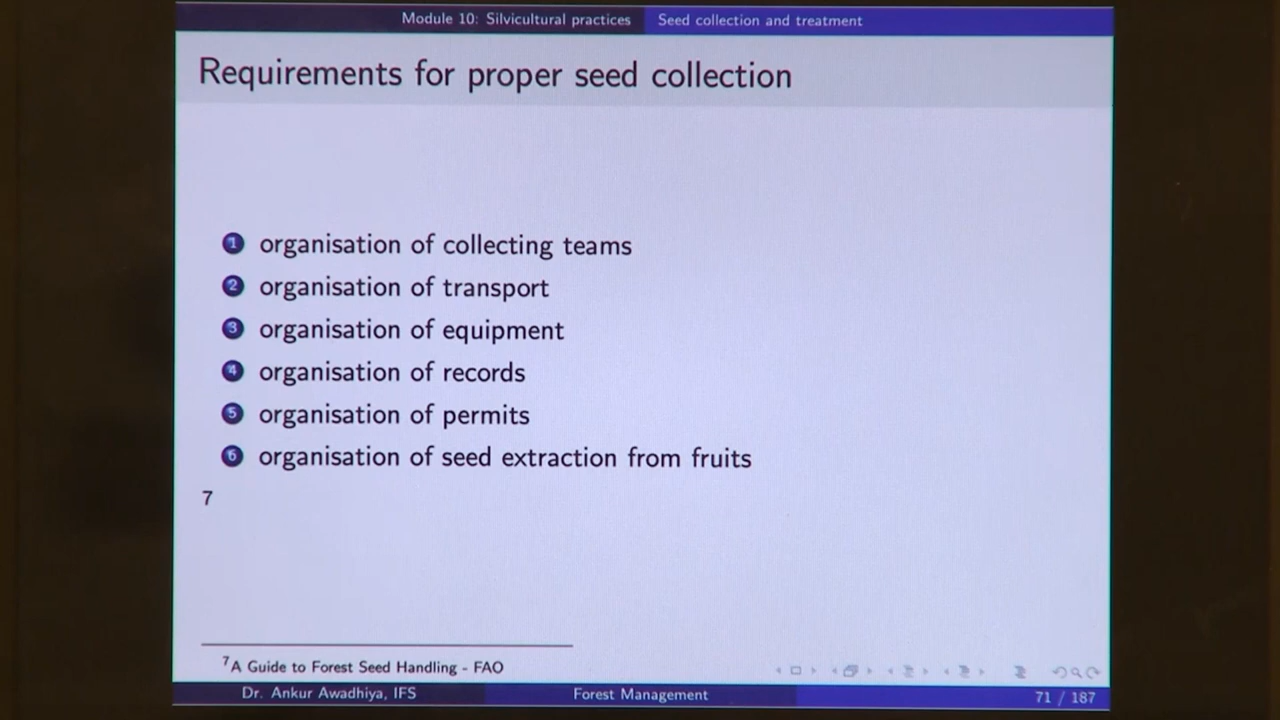 Module 10: Silvicultural practices Seed collection and treatment
Requirements for proper seed collection
1 organisation of collecting teams
2 organisation of transport
3 organisation of equipment
4 organisation of records
5 organisation of permits
6 organisation of seed extraction from fruits
7
7A Guide to Forest Seed Handling - FAO
Dr. Ankur Awadhiya, IFS Forest Management 71 / 187